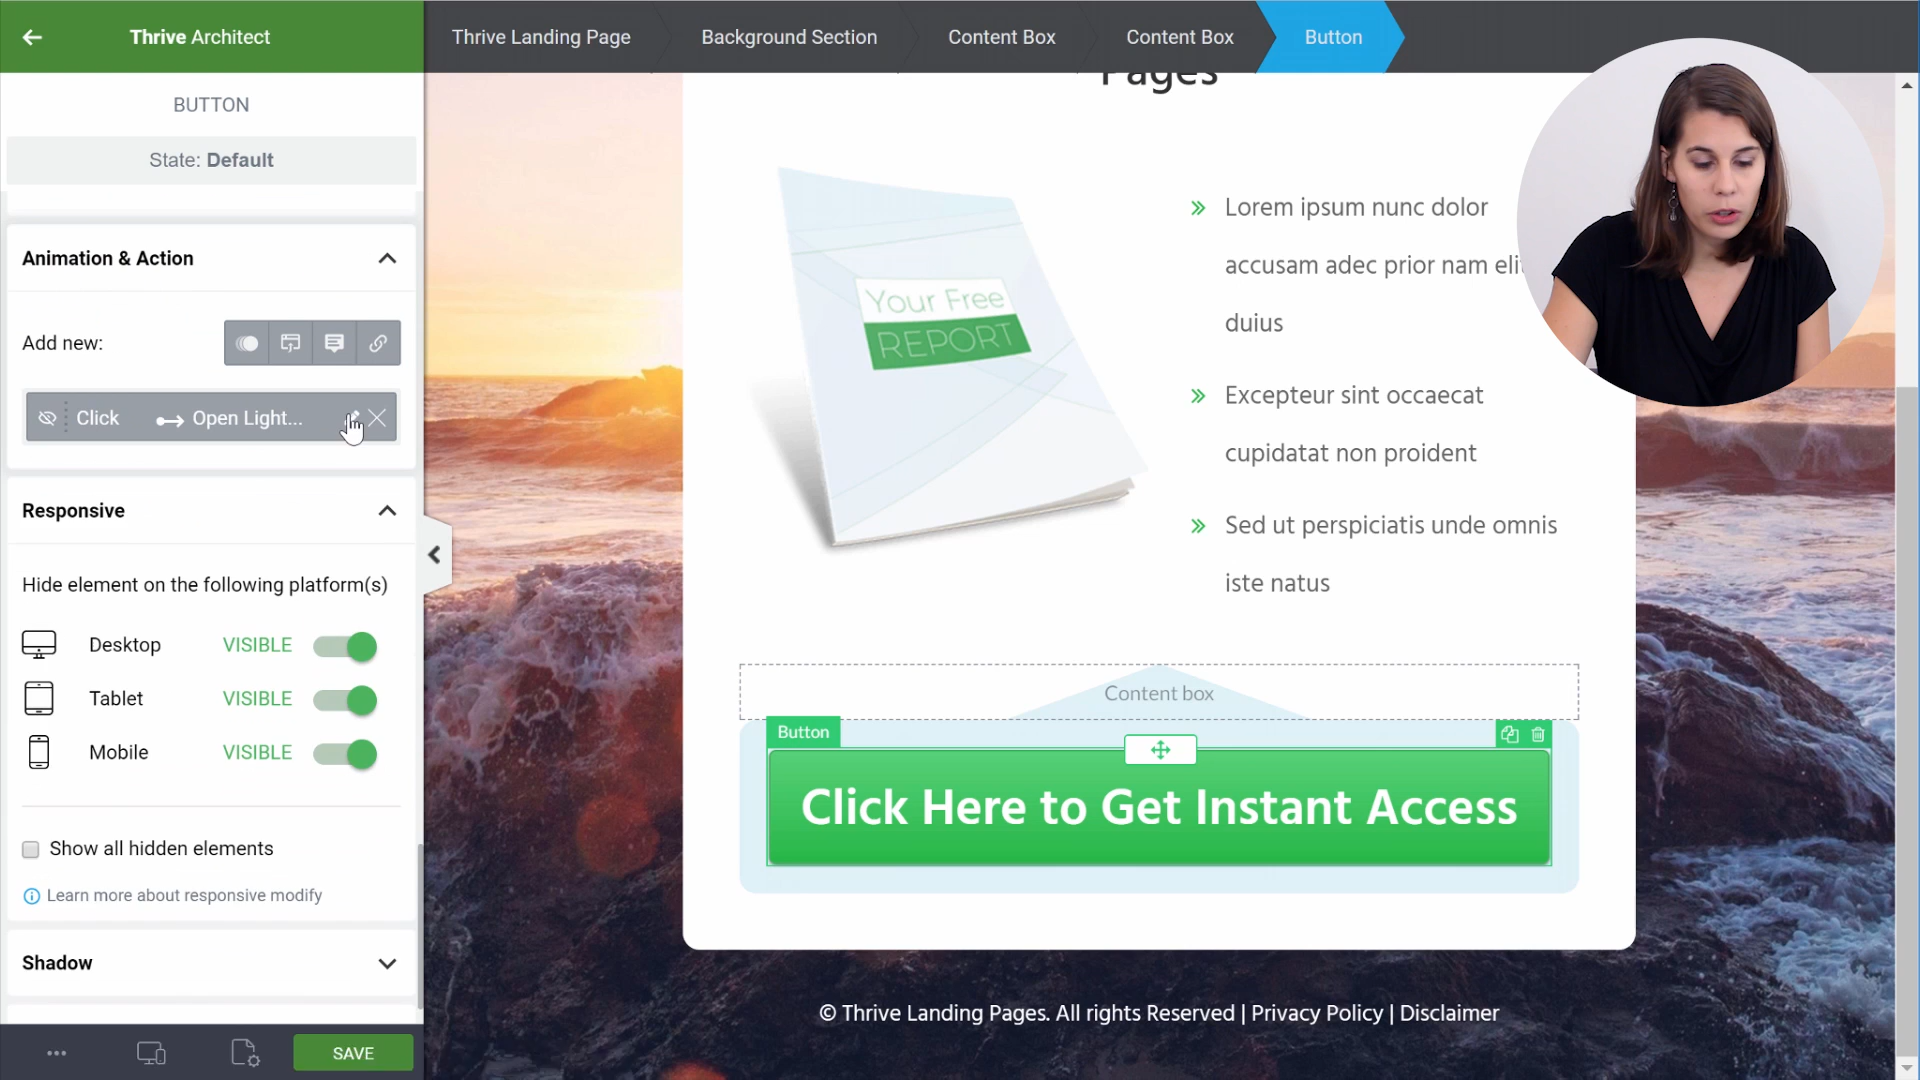 Thrive Architect
Thrive Landing Page
Background Section
Content Box
Content Box
Button
BUTTON
State: Default
Animation & Action
Add new:
Click
Open Light...
Responsive
Hide element on the following platform(s)
Desktop VISIBLE
Tablet VISIBLE
Mobile VISIBLE
Show all hidden elements
Learn more about responsive modify
Shadow
SAVE
Pages
Your Free
REPORT
Lorem ipsum nunc dolor
accusam adec prior nam elit
duius
Excepteur sint occaecat
cupidatat non proident
Sed ut perspiciatis unde omnis
iste natus
Content box
Button
Click Here to Get Instant Access
© Thrive Landing Pages. All rights Reserved | Privacy Policy | Disclaimer